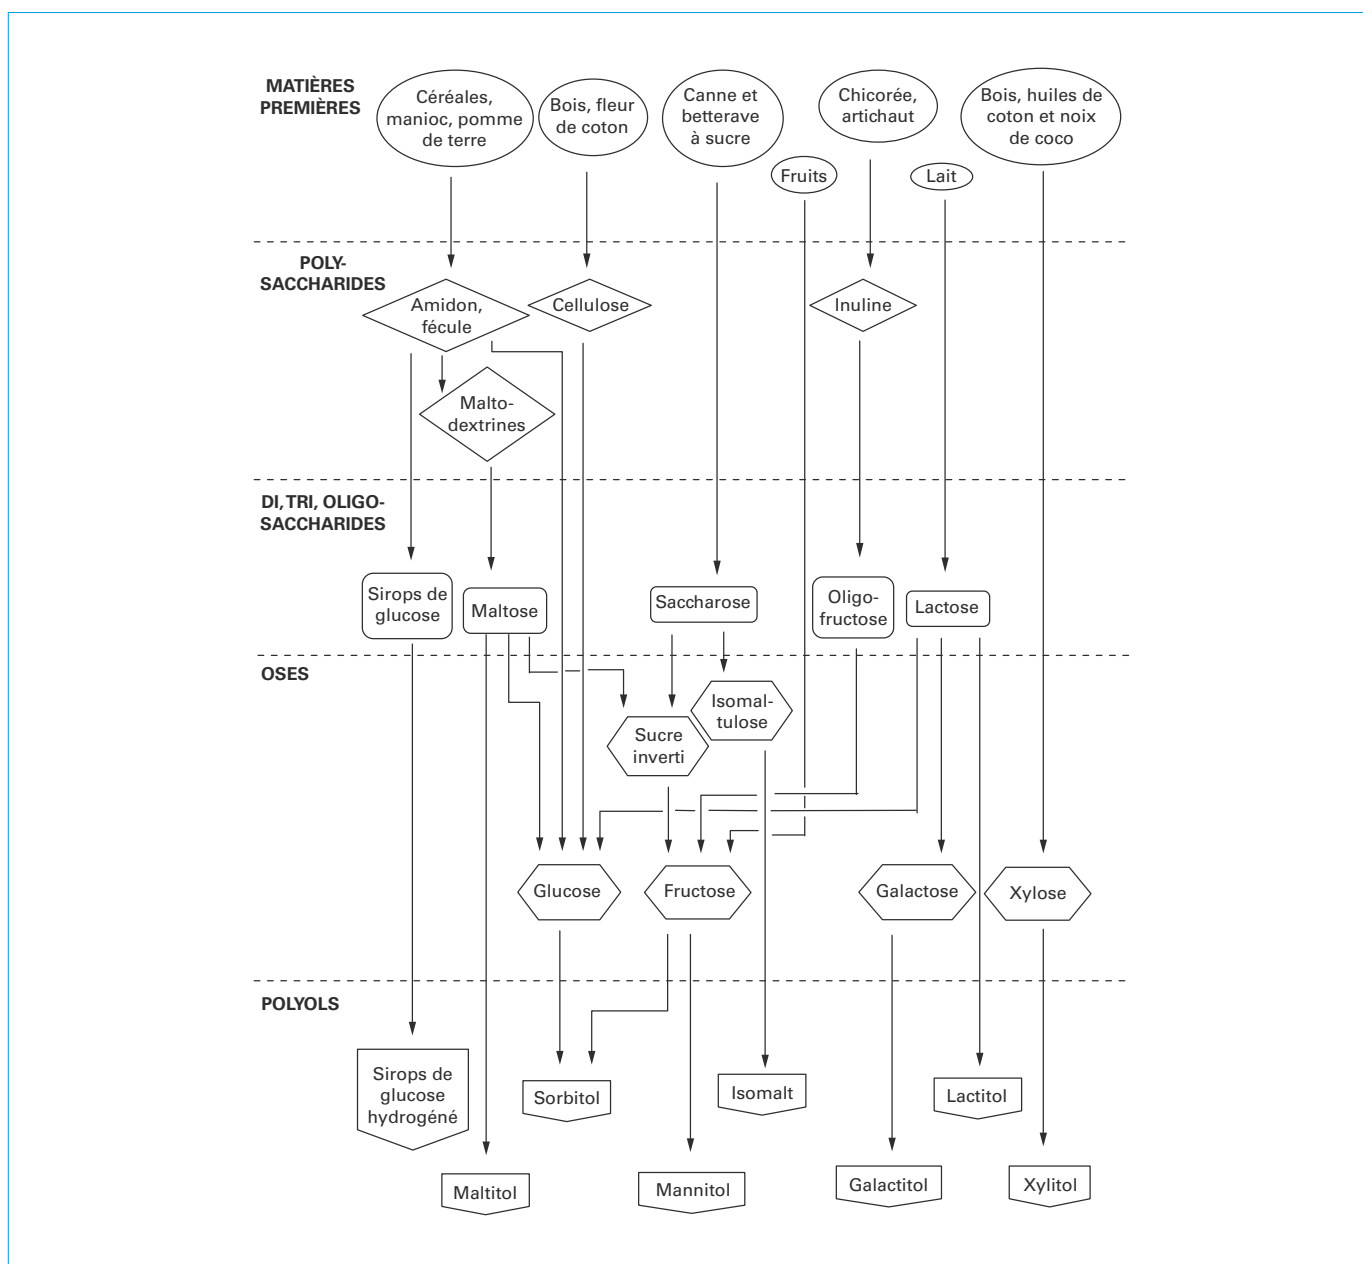 MATIÈRES
PREMIÈRES
Céréales,
manioc, pomme
de terre
Bois, fleur
de coton
Canne et
betterave
à sucre
Fruits
Chicorée,
artichaut
Lait
Bois, huiles de
coton et noix
de coco
POLY-
SACCHARIDES
Amidon,
fécule
Cellulose
Inuline
Malto-
dextrines
DI, TRI, OLIGO-
SACCHARIDES
Sirops de
glucose
Maltose
Saccharose
Oligo-
fructose
Lactose
OSES
Isomal-
tulose
Sucre
inverti
Glucose
Fructose
Galactose
Xylose
POLYOLS
Sirops de
glucose
hydrogéné
Sorbitol
Isomalt
Lactitol
Maltitol
Mannitol
Galactitol
Xylitol